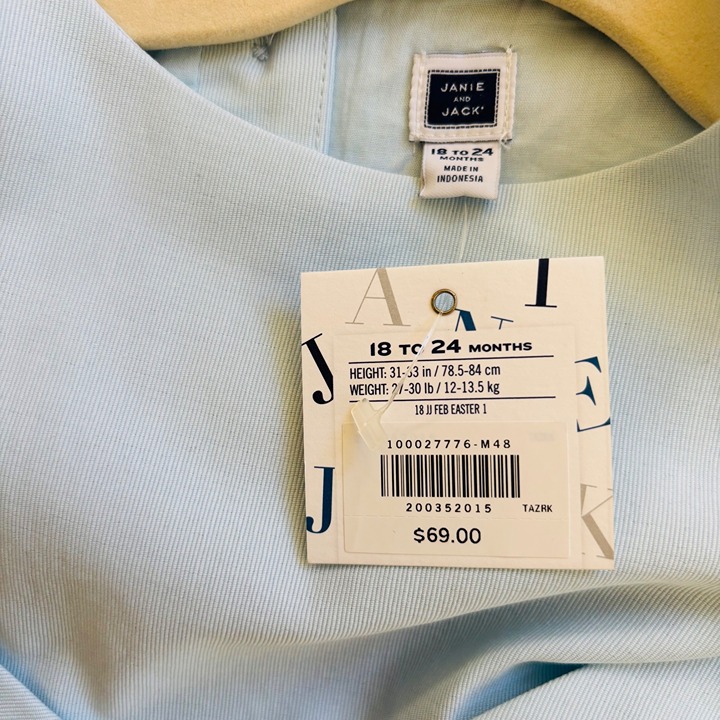 JANIE
AND
JACK
18 TO 24
MONTHS
MADE IN
INDONESIA
A I
J N
18 TO 24 MONTHS
HEIGHT: 31-33 in / 78.5-84 cm
WEIGHT: 27-30 lb / 12-13.5 kg
E
18 JJ FEB EASTER 1
100027776-M48
J
200352015 TAZRK
K
$69.00